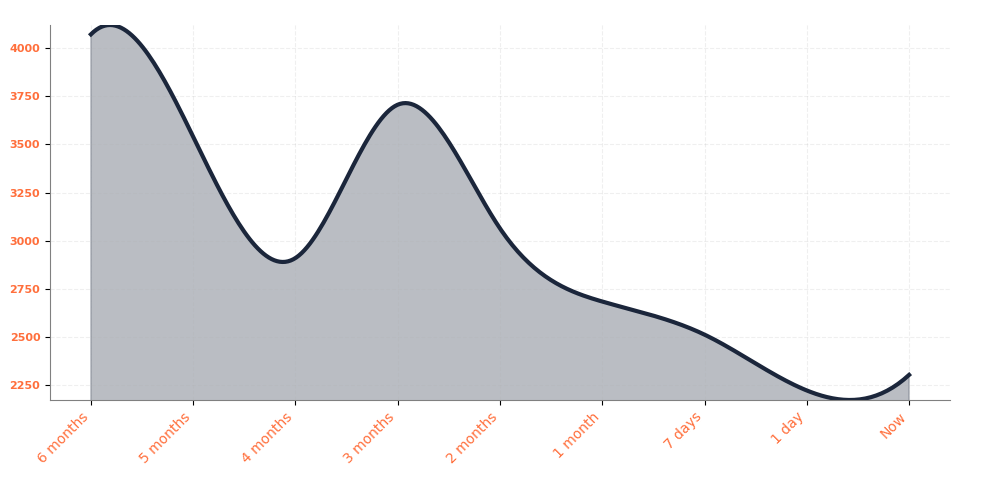 4000
3750
3500
3250
3000
2750
2500
2250
6 months
5 months
4 months
3 months
2 months
1 month
7 days
1 day
Now